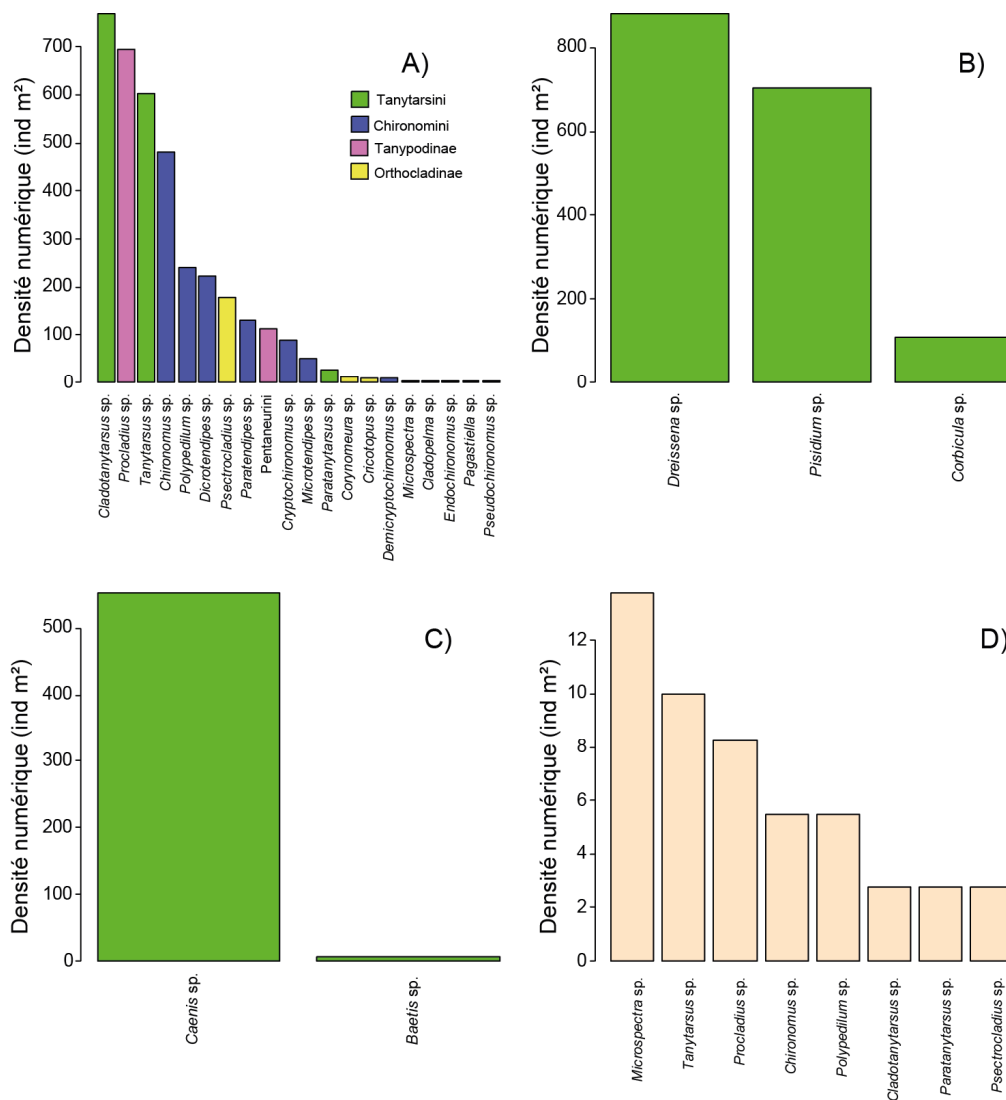 A)
Densité numérique (ind m²)
700
600
500
400
300
200
100
0
Tanytarsini
Chironomini
Tanypodinae
Orthocladinae
Cladotanytarsus sp.
Procladius sp.
Tanytarsus sp.
Chironomus sp.
Polypedilum sp.
Dicrotendipes sp.
Psectrocladius sp.
Paratendipes sp.
Pentaneurini
Cryptochironomus sp.
Microtendipes sp.
Paratanytarsus sp.
Corynomeura sp.
Cricotopus sp.
Demicryptochironomus sp.
Microspectra sp.
Cladopelma sp.
Endochironomus sp.
Pagastiella sp.
Pseudochironomus sp.
B)
Densité numérique (ind m²)
800
600
400
200
0
Dreissena sp.
Pisidium sp.
Corbicula sp.
C)
Densité numérique (ind m²)
500
400
300
200
100
0
Caenis sp.
Baetis sp.
D)
Densité numérique (ind m²)
12
10
8
6
4
2
0
Microspectra sp.
Tanytarsus sp.
Procladius sp.
Chironomus sp.
Polypedilum sp.
Cladotanytarsus sp.
Paratanytarsus sp.
Psectrocladius sp.